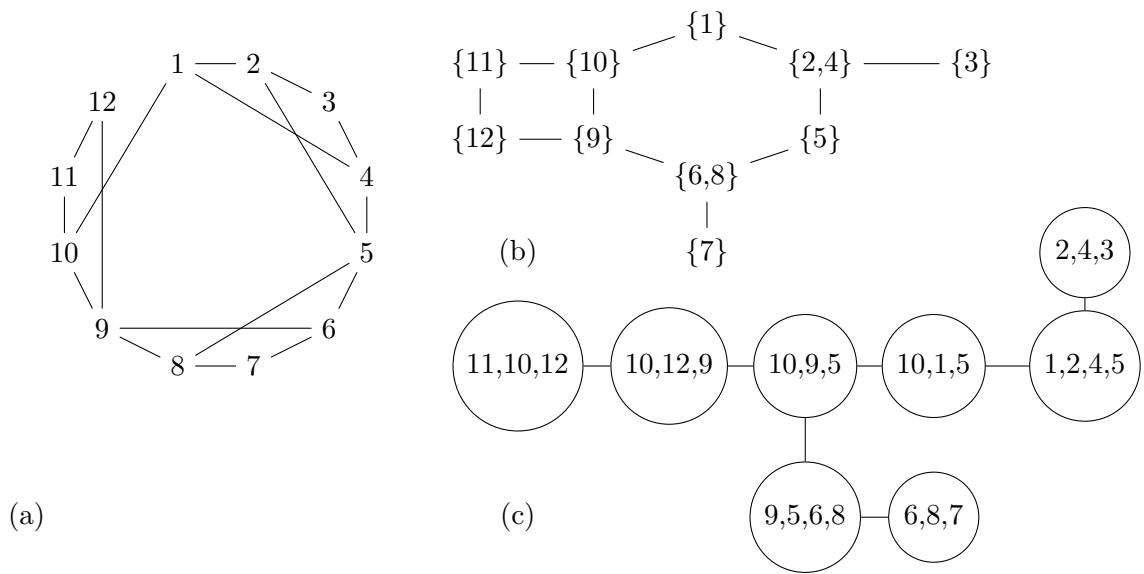 1 2
12 3
11 4
10 5
9 6
8 7
(a)
{1}
{11} {10} {2,4} {3}
{12} {9} {5}
{6,8}
{7}
(b)
2,4,3
11,10,12 10,12,9 10,9,5 10,1,5 1,2,4,5
9,5,6,8 6,8,7
(c)